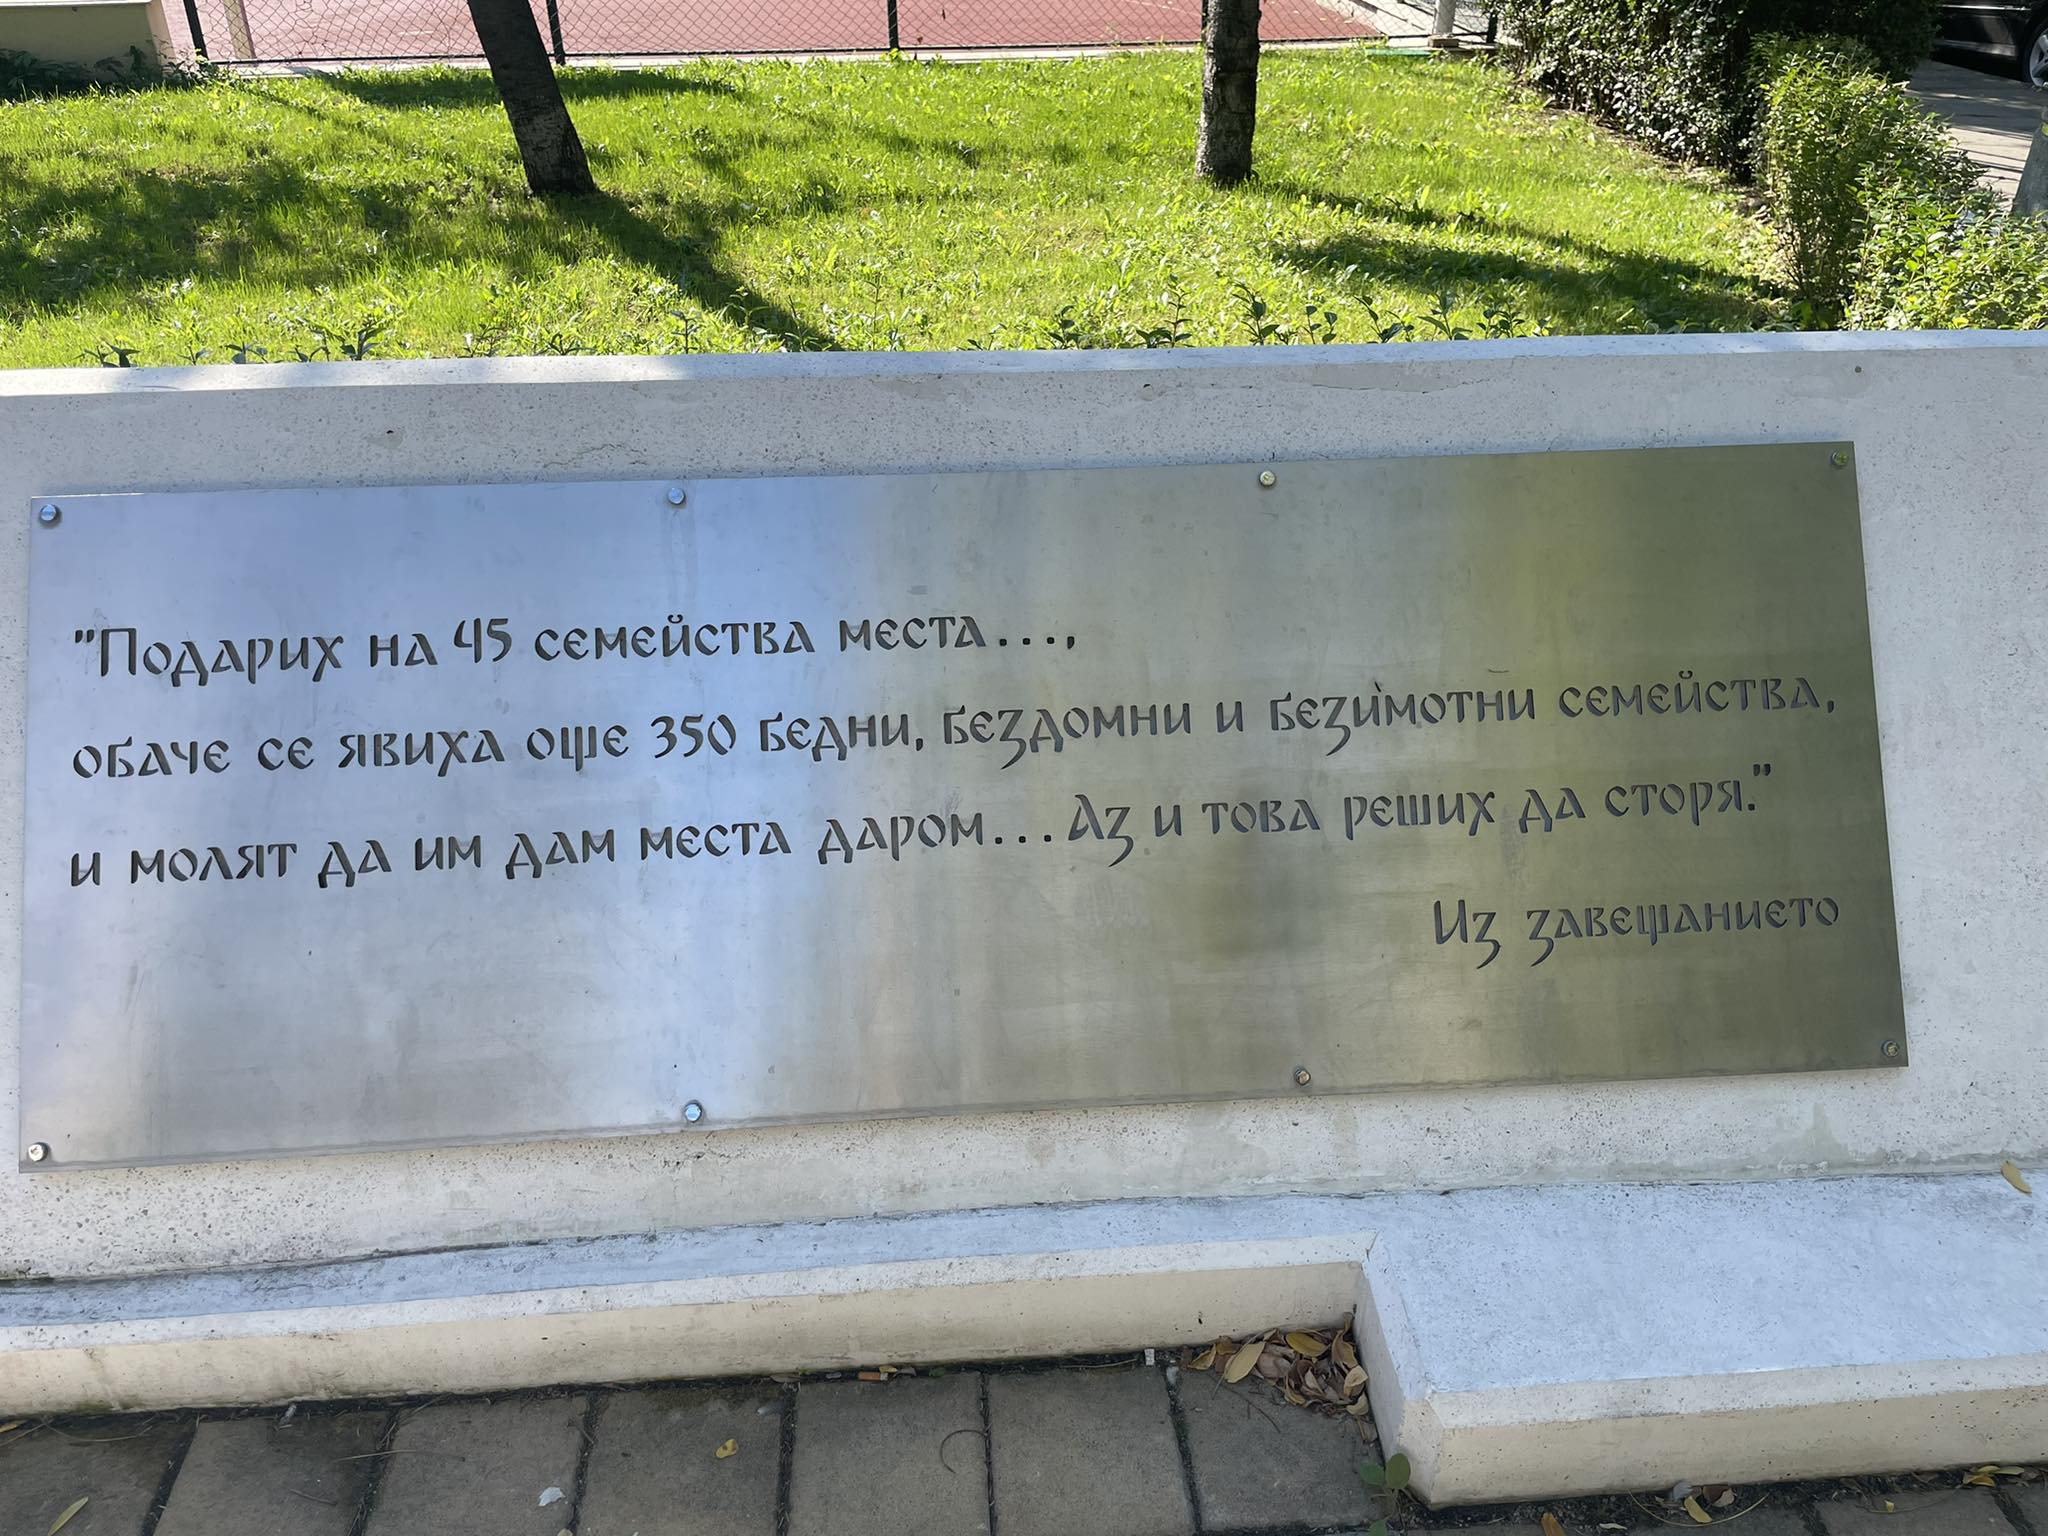 "Подарих на 45 семейства места...,
обаче се явиха още 350 бедни, бездомни и безимотни семейства,
и молят да им дам места даром...Аз и това реших да сторя."
Из завещанието